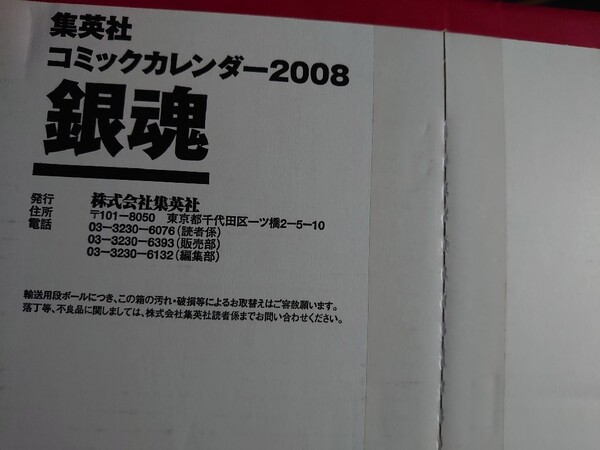 集英社
コミックカレンダー2008
銀魂
発行 株式会社集英社
住所 〒101-8050 東京都千代田区一ツ橋2-5-10
電話 03-3230-6076(読者係)
03-3230-6393(販売部)
03-3230-6132(編集部)
輸送用段ボールにつき、この箱の汚れ・破損等によるお取替えはご容赦願います。
落丁等、不良品に関しましては、株式会社集英社読者係までお問い合わせください。